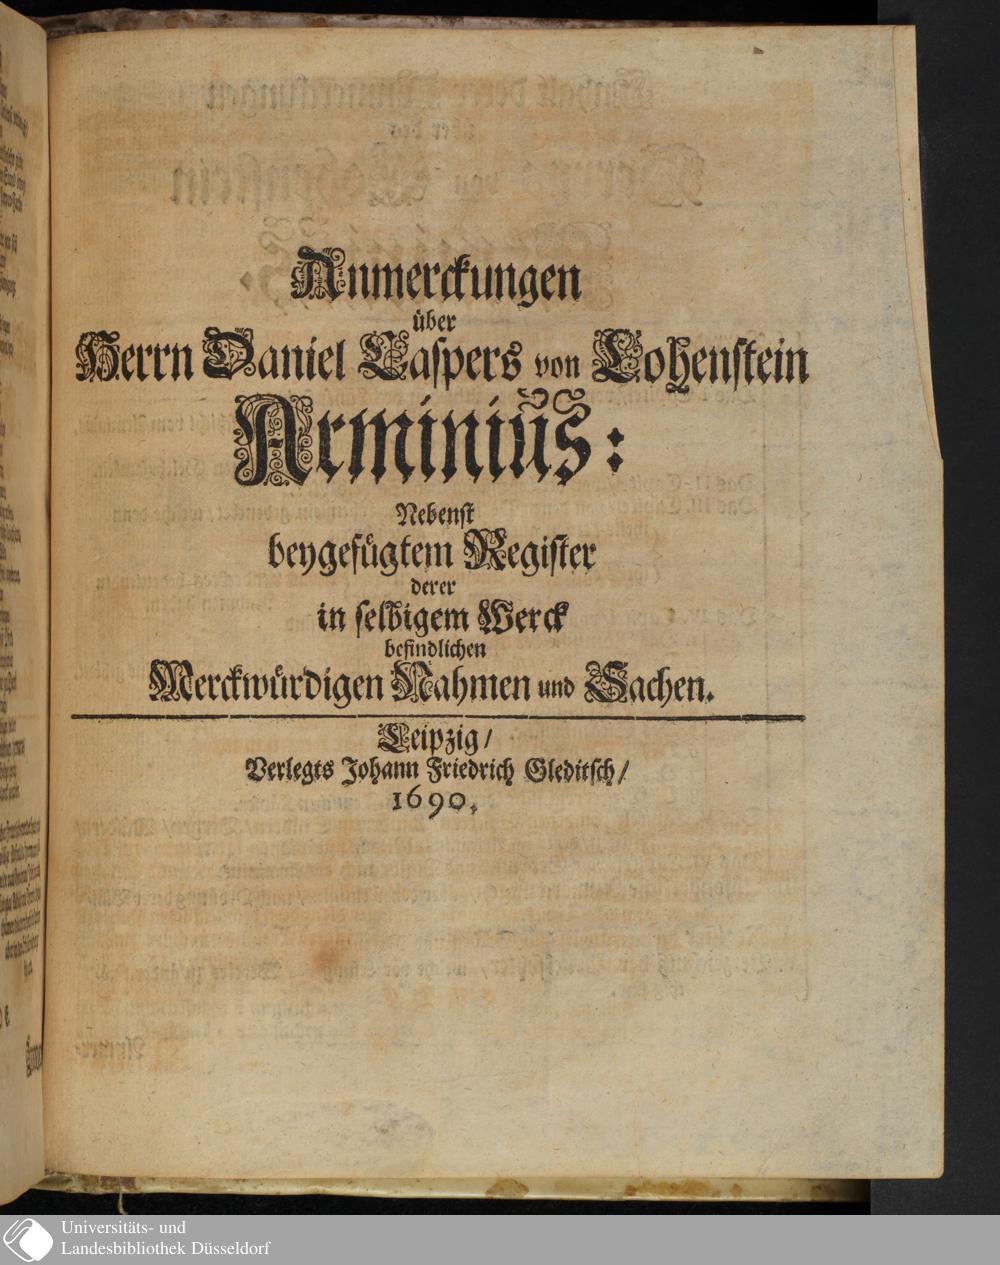 Anmerckungen
über
Herrn Daniel Caspers von Lohenstein
Arminius:
Nebenst
beygefügtem Register
derer
in selbigem Werck
befindlichen
Merckwürdigen Nahmen und Sachen.
Leipzig/
Verlegts Johann Friedrich Gleditsch/
1690.
Universitäts- und
Landesbibliothek Düsseldorf